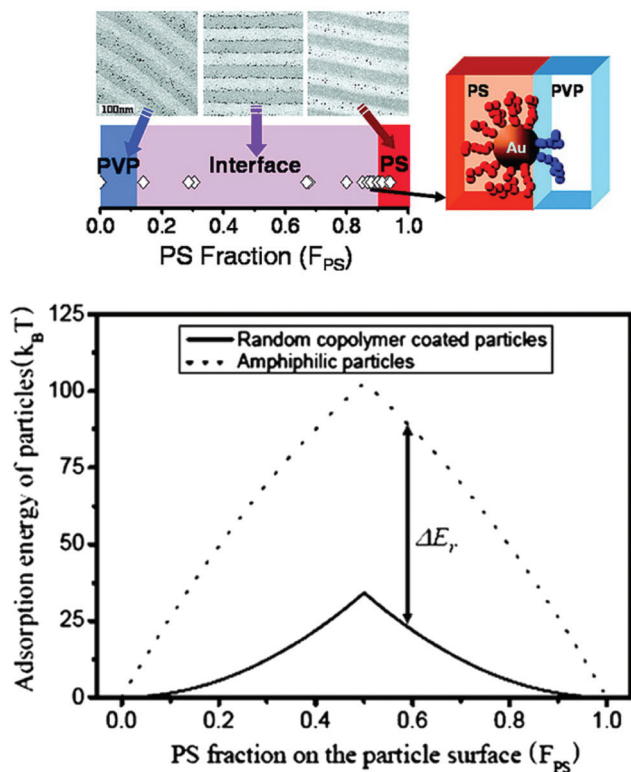 100nm
PVP
Interface
PS
0.0 0.2 0.4 0.6 0.8 1.0
PS Fraction (FPS)
PS PVP
Au
125
100
75
50
25
0
Adsorption energy of particles(kBT)
Random copolymer coated particles
Amphiphilic particles
ΔEr
0.0 0.2 0.4 0.6 0.8 1.0
PS fraction on the particle surface (FPS)